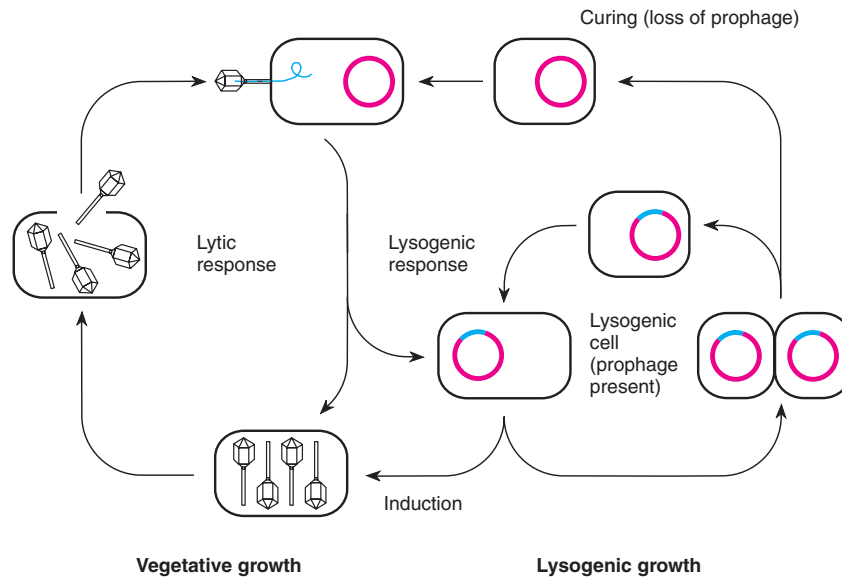 Curing (loss of prophage)
Lytic
response
Lysogenic
response
Lysogenic
cell
(prophage
present)
Induction
Vegetative growth
Lysogenic growth